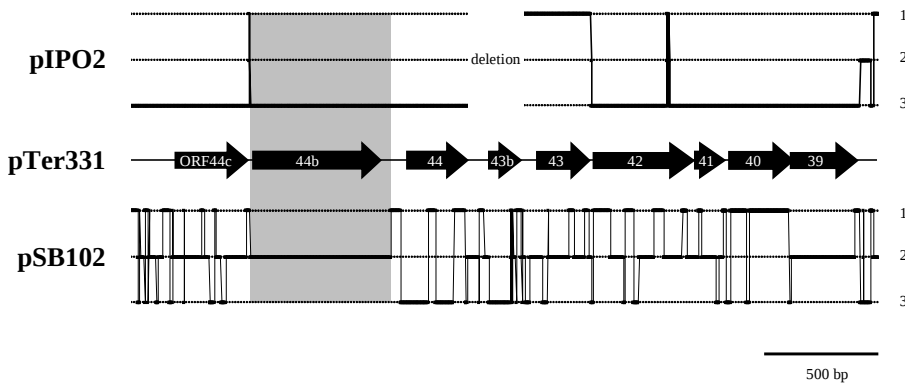 1
pIPO2
deletion
2
3
pTer331
ORF44c 44b 44 43b 43 42 41 40 39
1
pSB102
2
3
500 bp